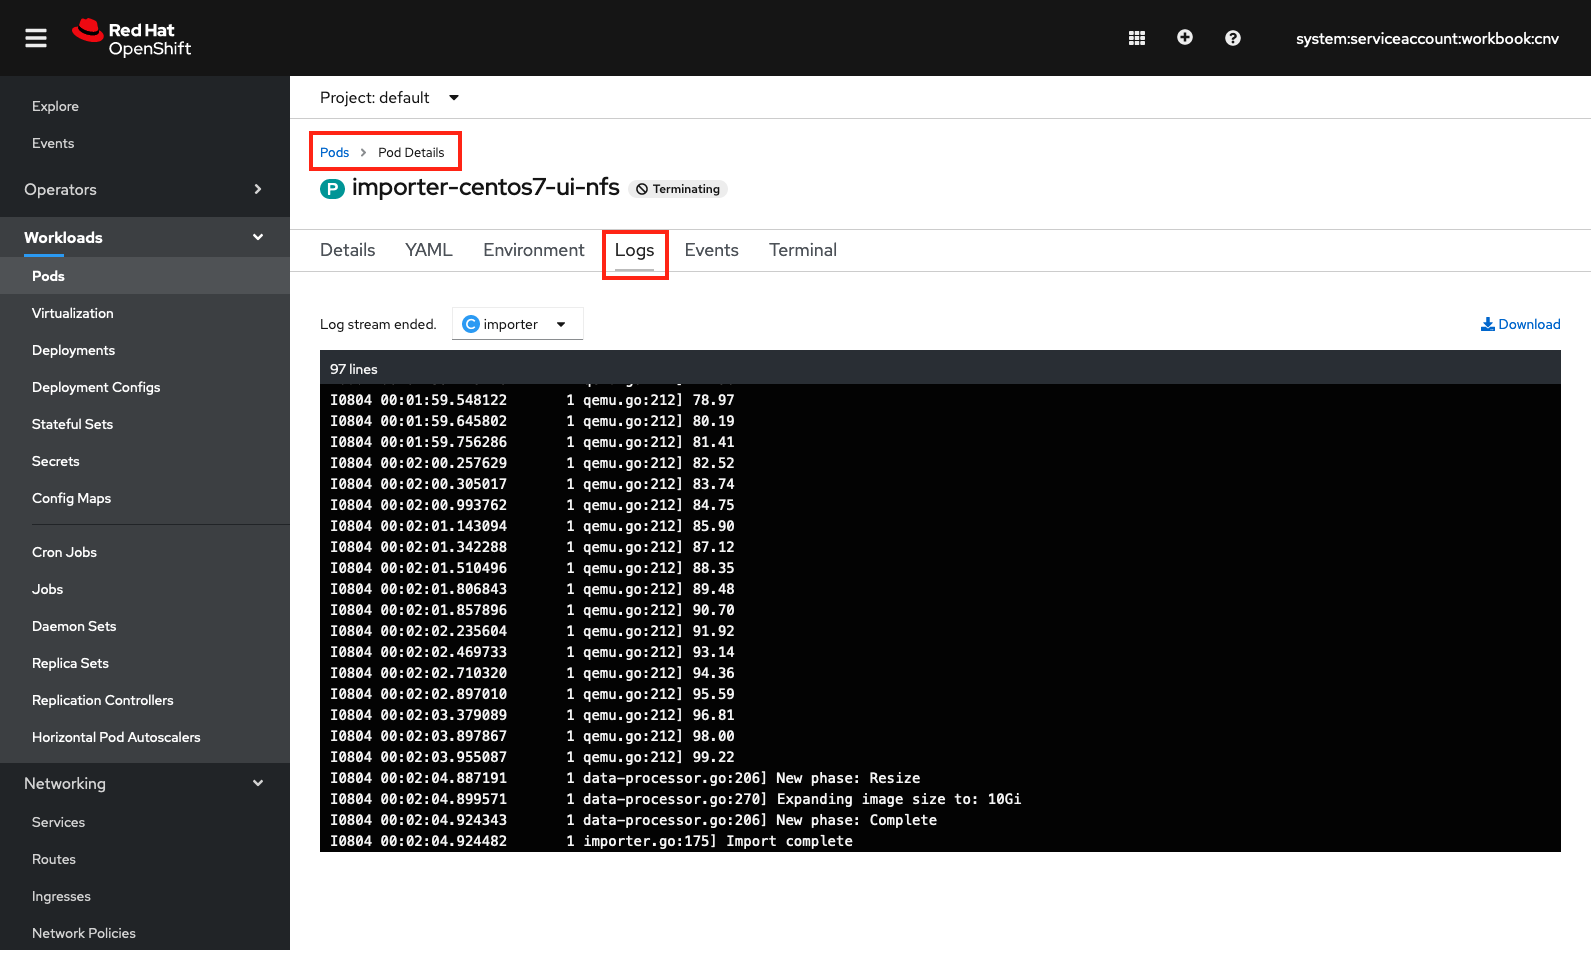 Red Hat
OpenShift
system:serviceaccount:workbook:cnv
Explore
Events
Operators
Workloads
Pods
Virtualization
Deployments
Deployment Configs
Stateful Sets
Secrets
Config Maps
Cron Jobs
Jobs
Daemon Sets
Replica Sets
Replication Controllers
Horizontal Pod Autoscalers
Networking
Services
Routes
Ingresses
Network Policies
Project: default
Pods > Pod Details
P importer-centos7-ui-nfs Terminating
Details YAML Environment Logs Events Terminal
Log stream ended. C importer Download
97 lines
I0804 00:01:59.548122 1 qemu.go:212] 78.97
I0804 00:01:59.645802 1 qemu.go:212] 80.19
I0804 00:01:59.756286 1 qemu.go:212] 81.41
I0804 00:02:00.257629 1 qemu.go:212] 82.52
I0804 00:02:00.305017 1 qemu.go:212] 83.74
I0804 00:02:00.993762 1 qemu.go:212] 84.75
I0804 00:02:01.143094 1 qemu.go:212] 85.90
I0804 00:02:01.342288 1 qemu.go:212] 87.12
I0804 00:02:01.510496 1 qemu.go:212] 88.35
I0804 00:02:01.806843 1 qemu.go:212] 89.48
I0804 00:02:01.857896 1 qemu.go:212] 90.70
I0804 00:02:02.235604 1 qemu.go:212] 91.92
I0804 00:02:02.469733 1 qemu.go:212] 93.14
I0804 00:02:02.710320 1 qemu.go:212] 94.36
I0804 00:02:02.897010 1 qemu.go:212] 95.59
I0804 00:02:03.379089 1 qemu.go:212] 96.81
I0804 00:02:03.897867 1 qemu.go:212] 98.00
I0804 00:02:03.955087 1 qemu.go:212] 99.22
I0804 00:02:04.887191 1 data-processor.go:206] New phase: Resize
I0804 00:02:04.899571 1 data-processor.go:270] Expanding image size to: 10Gi
I0804 00:02:04.924343 1 data-processor.go:206] New phase: Complete
I0804 00:02:04.924482 1 importer.go:175] Import complete